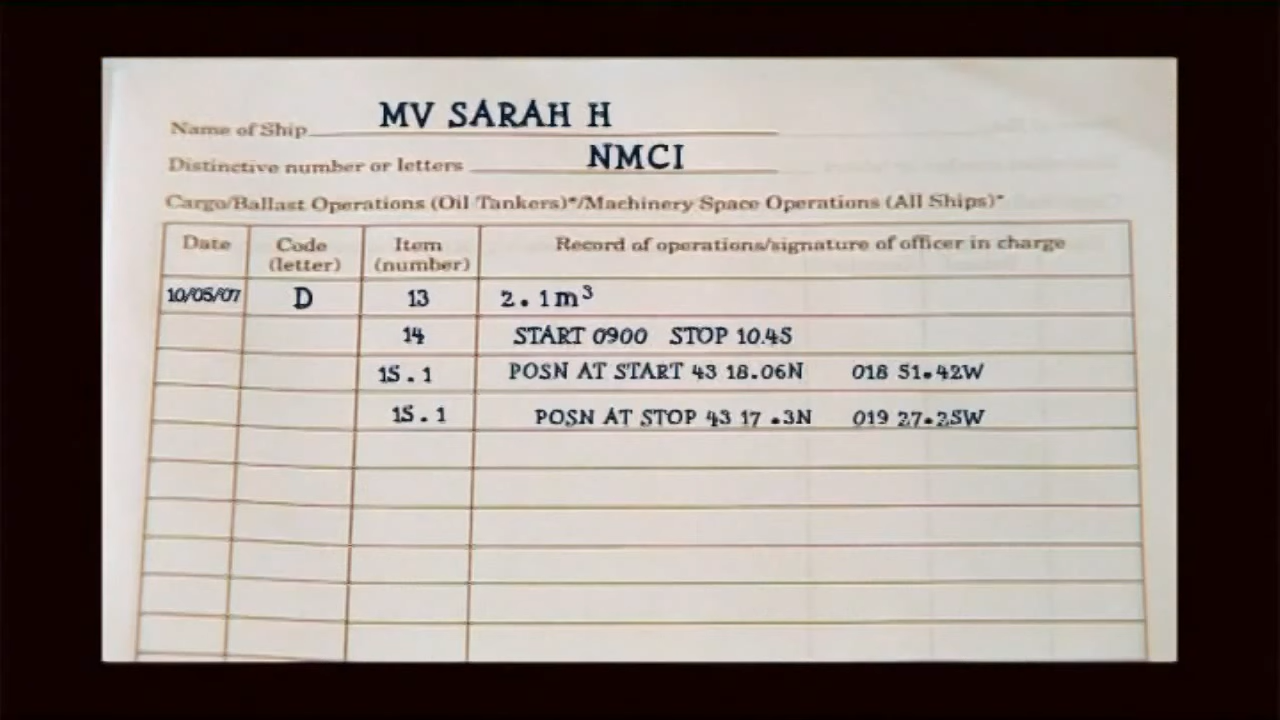 Name of Ship MV SARAH H
Distinctive number or letters NMCI
Cargo/Ballast Operations (Oil Tankers)*/Machinery Space Operations (All Ships)*
Date Code (letter) Item (number) Record of operations/signature of officer in charge
10/05/07 D 13 2.1m³
14 START 0900 STOP 10.45
15.1 POSN AT START 43 18.06N 018 51.42W
15.1 POSN AT STOP 43 17.3N 019 27.25W